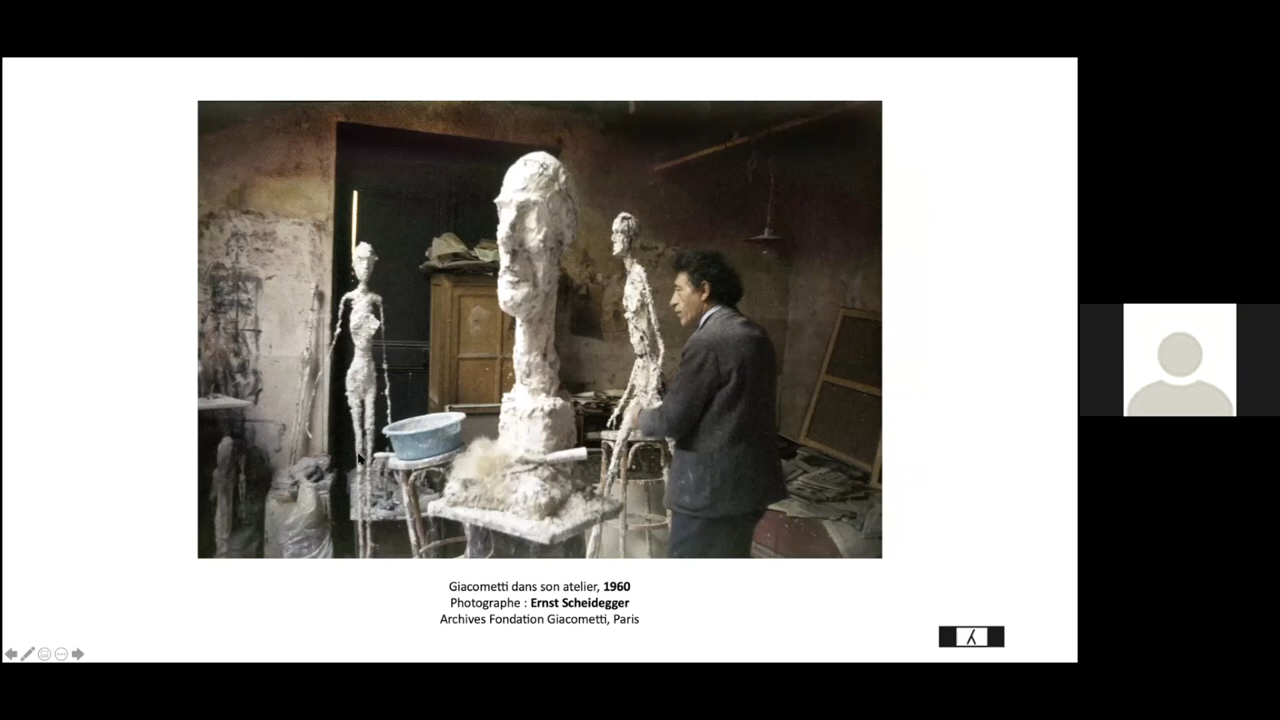 Giacometti dans son atelier, 1960
Photographe : Ernst Scheidegger
Archives Fondation Giacometti, Paris